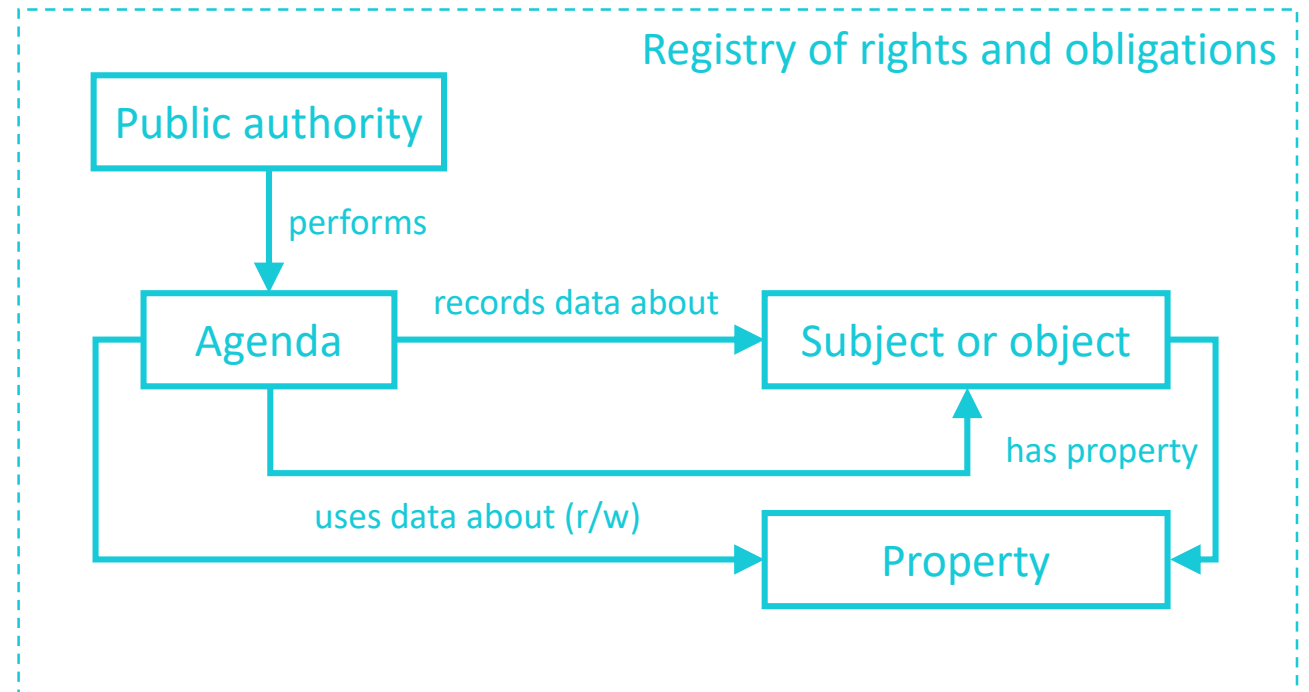 Registry of rights and obligations
Public authority
performs
Agenda
records data about
Subject or object
has property
uses data about (r/w)
Property